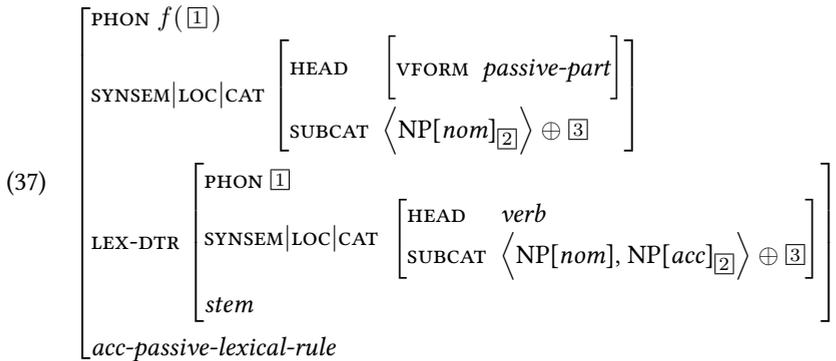 PHON f(1)
HEAD [VFORM passive-part]
SYNSEM|LOC|CAT
SUBCAT ⟨NP[nom]2⟩ ⊕ 3
(37)
PHON 1
HEAD verb
LEX-DTR SYNSEM|LOC|CAT
SUBCAT ⟨NP[nom], NP[acc]2⟩ ⊕ 3
stem
acc-passive-lexical-rule